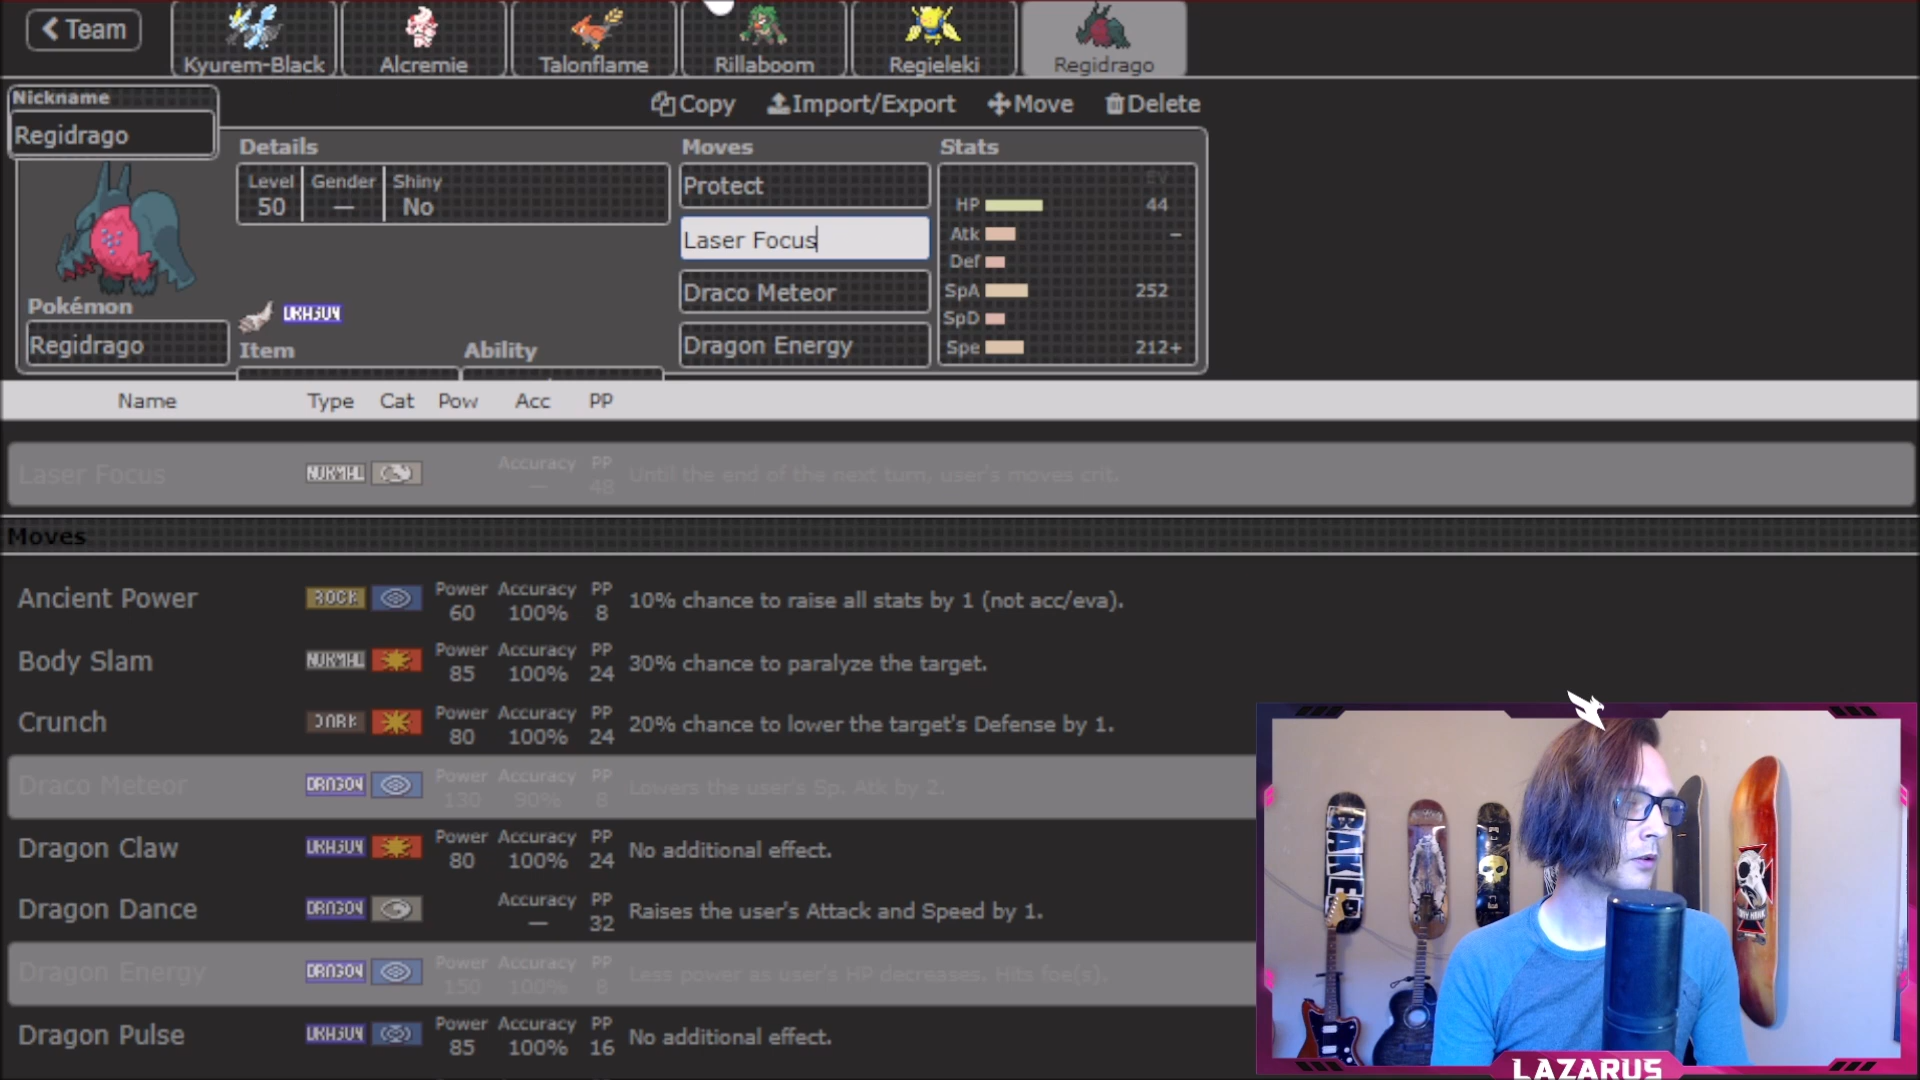 Team
Kyurem-Black
Alcremie
Talonflame
Rillaboom
Regieleki
Regidrago
Nickname
Regidrago
Copy
Import/Export
Move
Delete
Details
Level Gender Shiny
50 — No
DRAGON
Item
Ability
Pokémon
Regidrago
Moves
Protect
Laser Focus
Draco Meteor
Dragon Energy
Stats
EV
HP 44
Atk –
Def
SpA 252
SpD
Spe 212+
Name Type Cat Pow Acc PP
Laser Focus NORMAL Accuracy — PP 48 Until the end of the next turn, user's moves crit.
Moves
Ancient Power ROCK Power 60 Accuracy 100% PP 8 10% chance to raise all stats by 1 (not acc/eva).
Body Slam NORMAL Power 85 Accuracy 100% PP 24 30% chance to paralyze the target.
Crunch DARK Power 80 Accuracy 100% PP 24 20% chance to lower the target's Defense by 1.
Draco Meteor DRAGON Power 130 Accuracy 90% PP 8 Lowers the user's Sp. Atk by 2.
Dragon Claw DRAGON Power 80 Accuracy 100% PP 24 No additional effect.
Dragon Dance DRAGON Accuracy — PP 32 Raises the user's Attack and Speed by 1.
Dragon Energy DRAGON Power 150 Accuracy 100% PP 8 Less power as user's HP decreases. Hits foe(s).
Dragon Pulse DRAGON Power 85 Accuracy 100% PP 16 No additional effect.
BAKER
LAZARUS